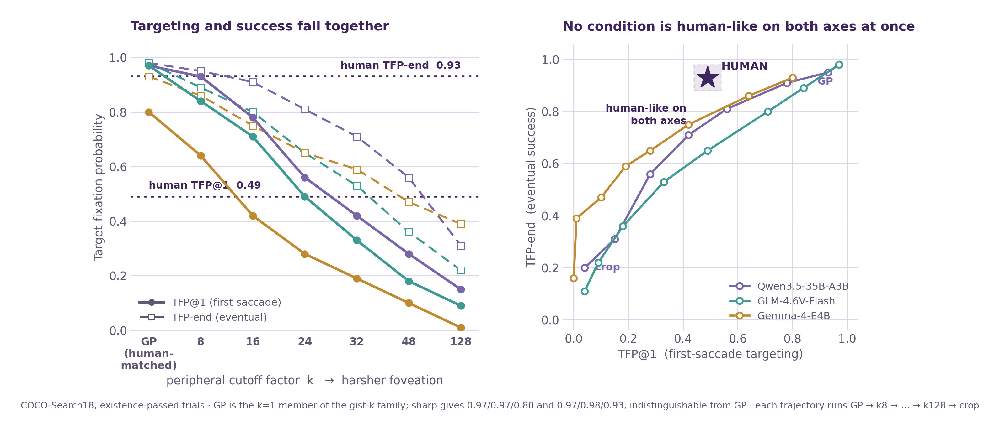 Targeting and success fall together
1.0
0.8
0.6
0.4
0.2
0.0
Target-fixation probability
human TFP-end 0.93
human TFP@1 0.49
TFP@1 (first saccade)
TFP-end (eventual)
GP
(human-
matched)
8
16
24
32
48
128
peripheral cutoff factor k → harsher foveation
No condition is human-like on both axes at once
1.0
0.8
0.6
0.4
0.2
0.0
TFP-end (eventual success)
HUMAN
GP
human-like on
both axes
crop
Qwen3.5-35B-A3B
GLM-4.6V-Flash
Gemma-4-E4B
0.0
0.2
0.4
0.6
0.8
1.0
TFP@1 (first-saccade targeting)
COCO-Search18, existence-passed trials · GP is the k=1 member of the gist-k family; sharp gives 0.97/0.97/0.80 and 0.97/0.98/0.93, indistinguishable from GP · each trajectory runs GP → k8 → … → k128 → crop